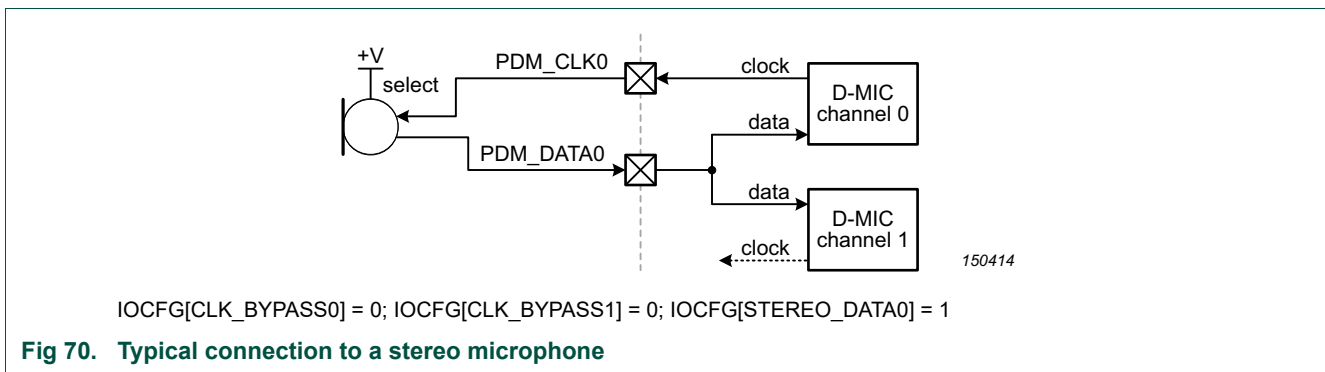 +V
select
PDM_CLK0
clock
D-MIC
channel 0
data
PDM_DATA0
data
D-MIC
channel 1
clock
150414
IOCFG[CLK_BYPASS0] = 0; IOCFG[CLK_BYPASS1] = 0; IOCFG[STEREO_DATA0] = 1
Fig 70. Typical connection to a stereo microphone